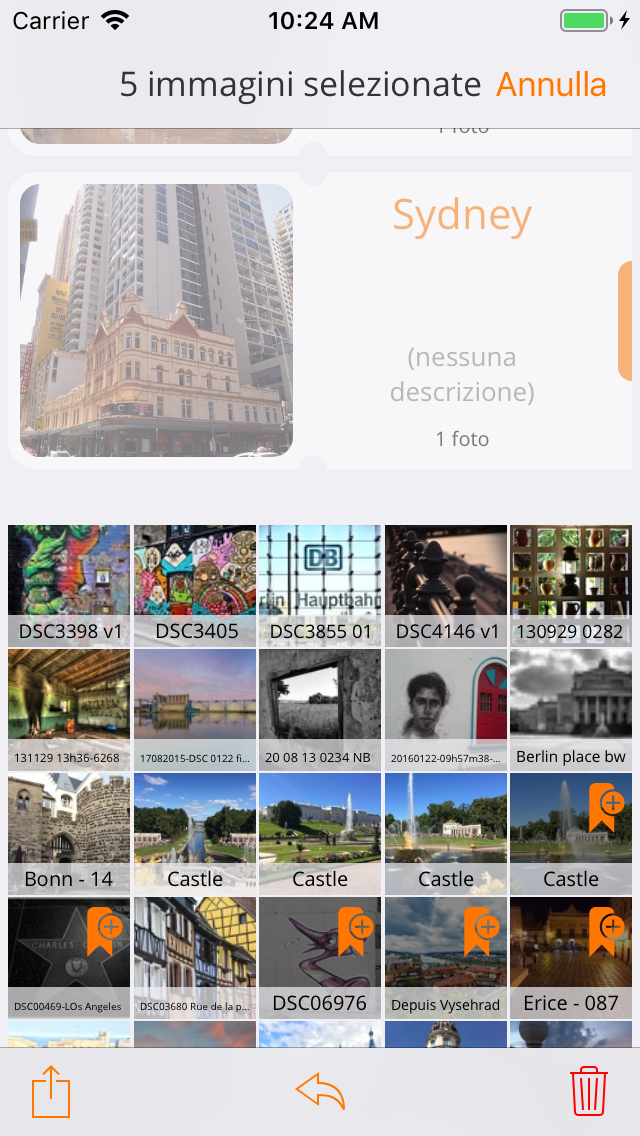 Carrier
10:24 AM
5 immagini selezionate
Annulla
1 foto
Sydney
(nessuna
descrizione)
1 foto
DB
Hauptbahn
DSC3398 v1
DSC3405
DSC3855 01
DSC4146 v1
130929 0282
131129 13h36-6268
17082015-DSC 0122 fi...
20 08 13 0234 NB
20160122-09h57m38-...
Berlin place bw
Bonn - 14
Castle
Castle
Castle
Castle
CHARLES
DSC00469-LOs Angeles
DSC03680 Rue de la p...
DSC06976
Depuis Vysehrad
Erice - 087